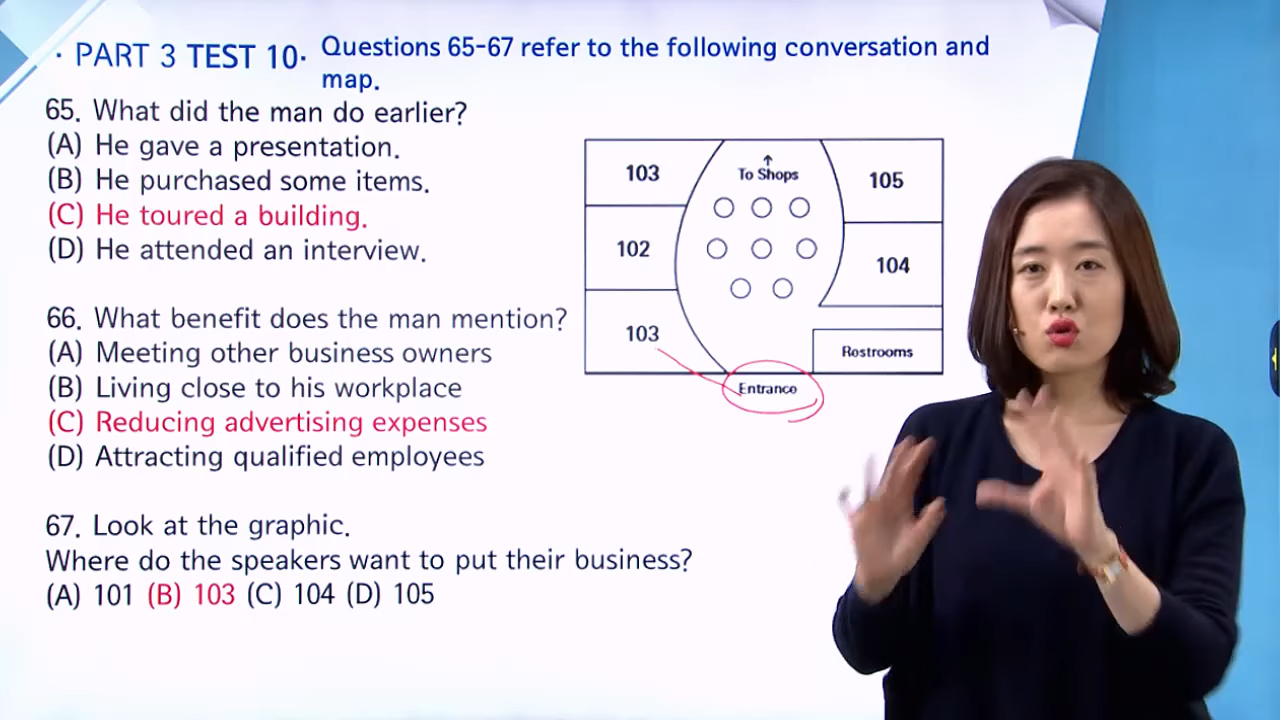 · PART 3 TEST 10·
Questions 65-67 refer to the following conversation and
map.
65. What did the man do earlier?
(A) He gave a presentation.
(B) He purchased some items.
(C) He toured a building.
(D) He attended an interview.
66. What benefit does the man mention?
(A) Meeting other business owners
(B) Living close to his workplace
(C) Reducing advertising expenses
(D) Attracting qualified employees
67. Look at the graphic.
Where do the speakers want to put their business?
(A) 101 (B) 103 (C) 104 (D) 105
103
To Shops
105
102
104
103
Restrooms
Entrance